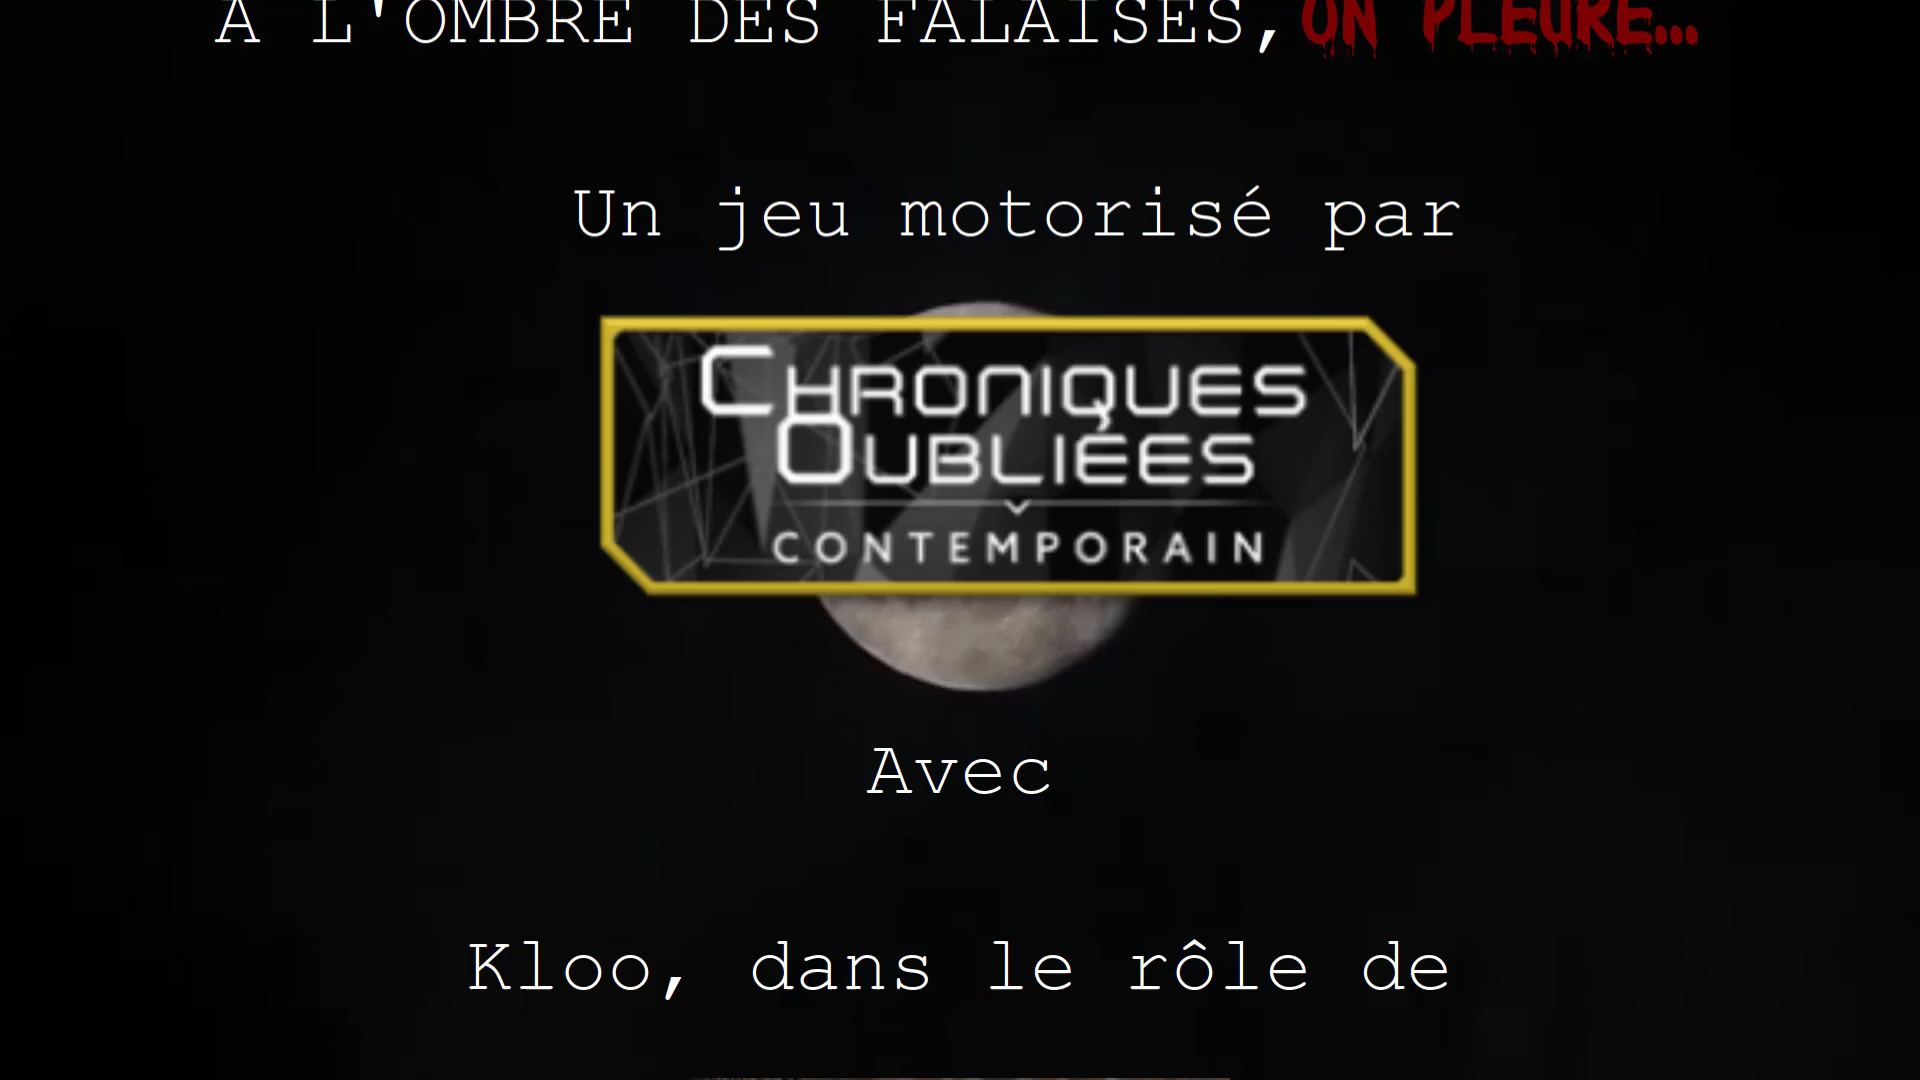 A L'OMBRE DES FALAISES, ON PLEURE...
Un jeu motorisé par
CHRONIQUES
OUBLIÉES
CONTEMPORAIN
Avec
Kloo, dans le rôle de